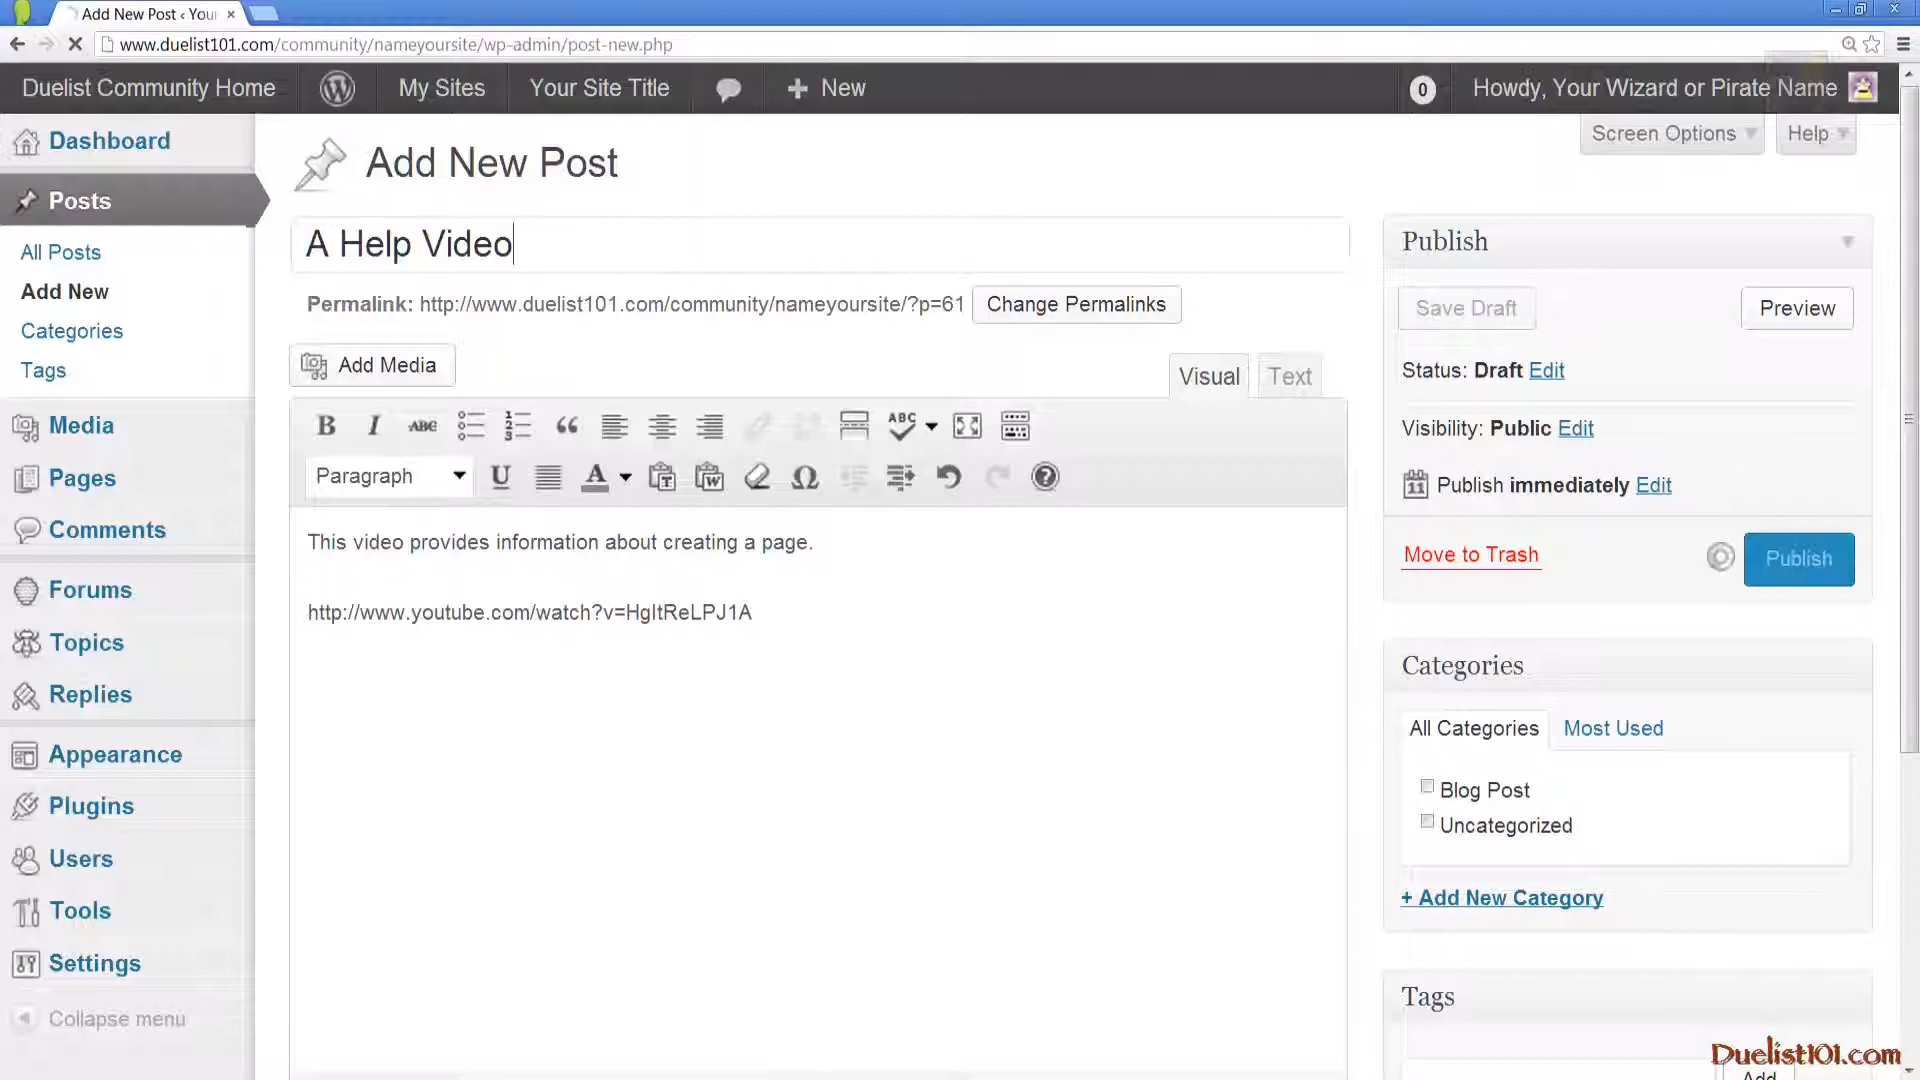 Add New Post ‹ You
www.duelist101.com/community/nameyoursite/wp-admin/post-new.php
Duelist Community Home
My Sites
Your Site Title
New
0
Howdy, Your Wizard or Pirate Name
Screen Options
Help
Dashboard
Posts
All Posts
Add New
Categories
Tags
Media
Pages
Comments
Forums
Topics
Replies
Appearance
Plugins
Users
Tools
Settings
Collapse menu
Add New Post
A Help Video
Permalink: http://www.duelist101.com/community/nameyoursite/?p=61
Change Permalinks
Add Media
Visual
Text
B I ABC
ABC
Paragraph
U A
This video provides information about creating a page.
http://www.youtube.com/watch?v=HgItReLPJ1A
Publish
Save Draft
Preview
Status: Draft Edit
Visibility: Public Edit
11 Publish immediately Edit
Move to Trash
Publish
Categories
All Categories
Most Used
Blog Post
Uncategorized
+ Add New Category
Tags
Add
Duelist101.com